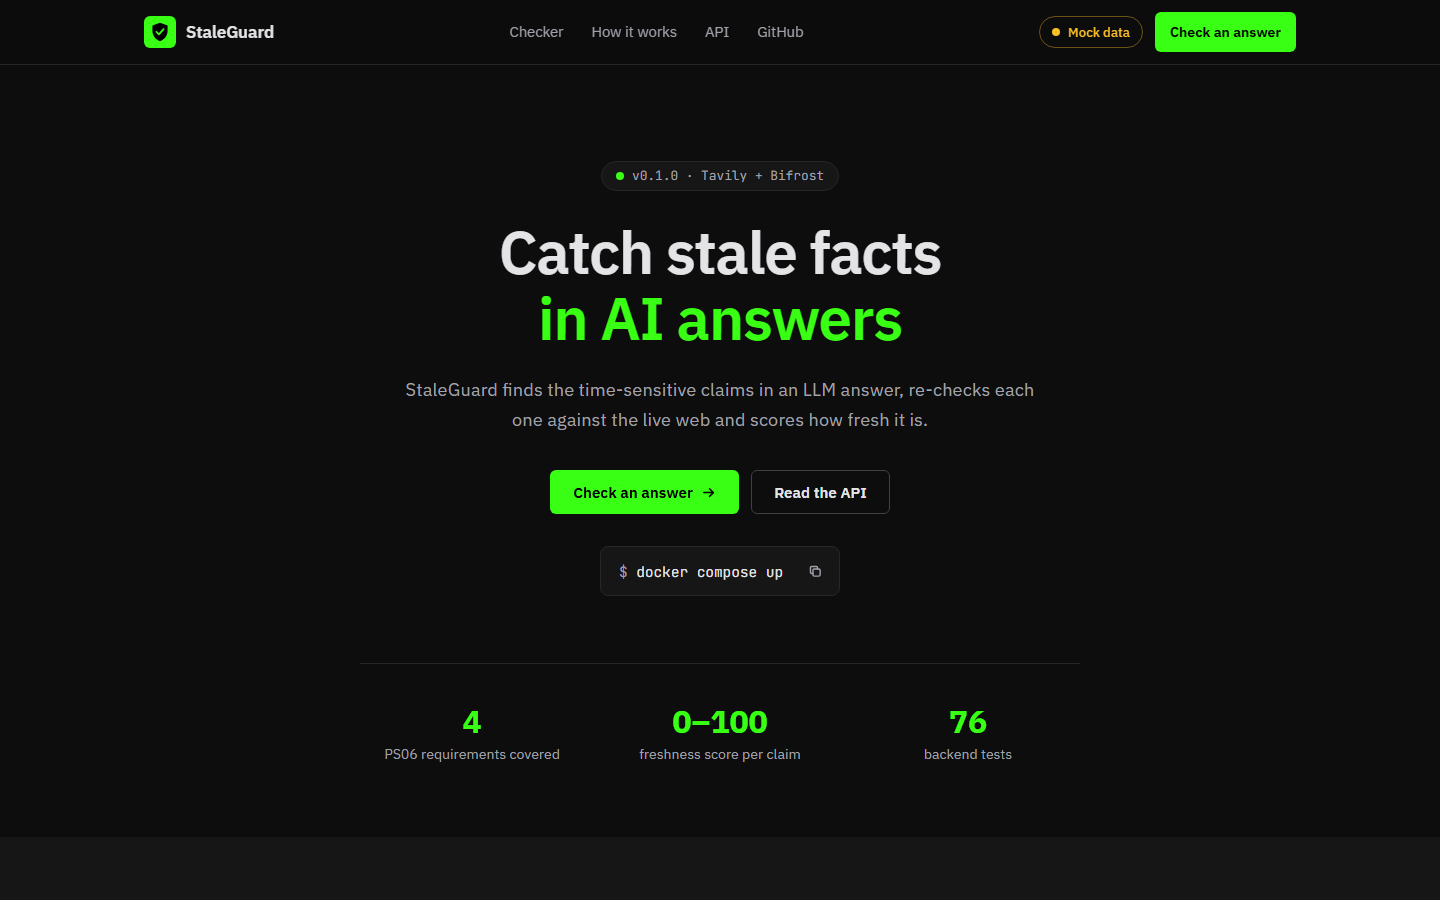 StaleGuard
Checker
How it works
API
GitHub
Mock data
Check an answer
v0.1.0 · Tavily + Bifrost
Catch stale facts
in AI answers
StaleGuard finds the time-sensitive claims in an LLM answer, re-checks each
one against the live web and scores how fresh it is.
Check an answer →
Read the API
$ docker compose up
4
PS06 requirements covered
0–100
freshness score per claim
76
backend tests